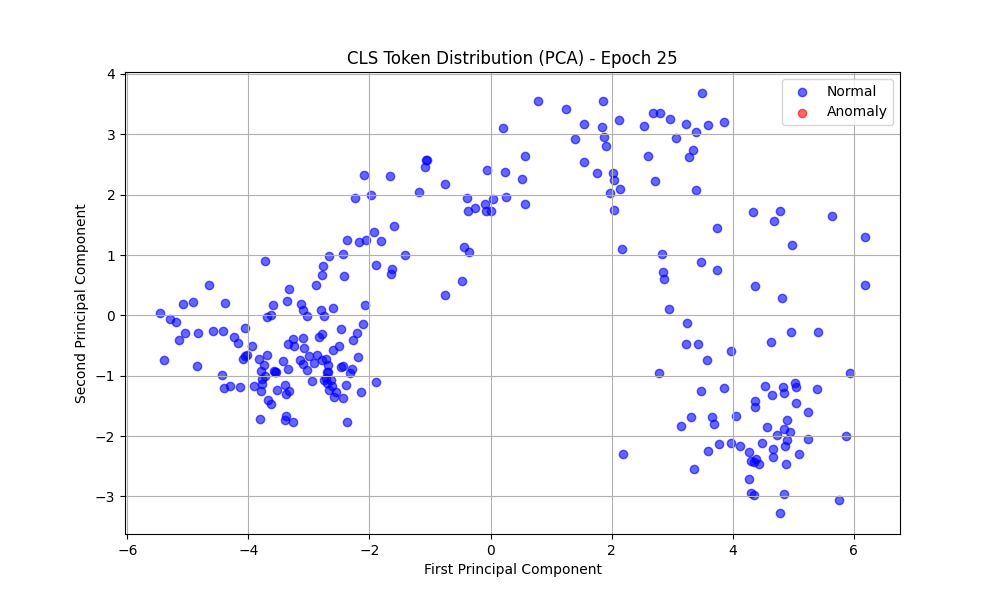 CLS Token Distribution (PCA) - Epoch 25
Normal
Anomaly
Second Principal Component
4
3
2
1
0
−1
−2
−3
−6 −4 −2 0 2 4 6
First Principal Component